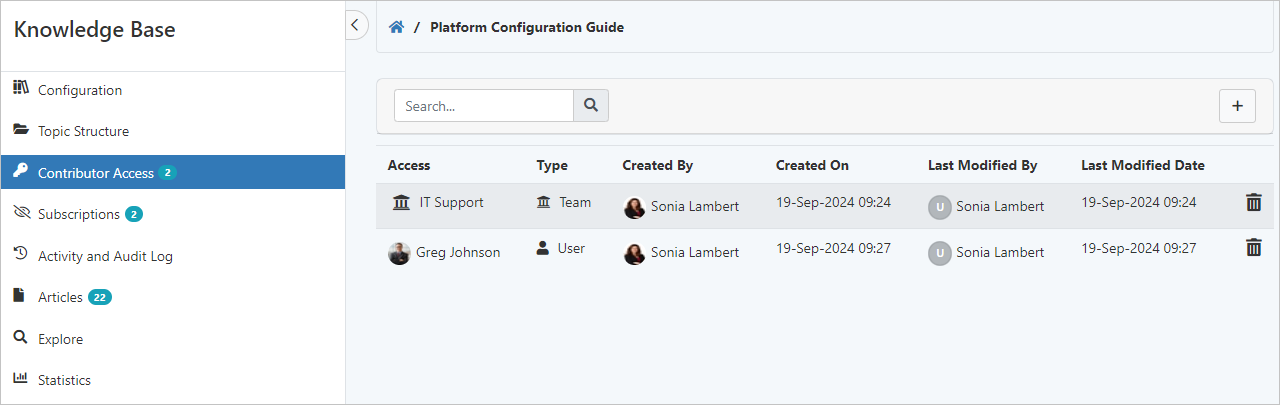 Knowledge Base
Configuration
Topic Structure
Contributor Access 2
Subscriptions 2
Activity and Audit Log
Articles 22
Explore
Statistics
/ Platform Configuration Guide
Search...
+
Access Type Created By Created On Last Modified By Last Modified Date
IT Support Team Sonia Lambert 19-Sep-2024 09:24 U Sonia Lambert 19-Sep-2024 09:24
Greg Johnson User Sonia Lambert 19-Sep-2024 09:27 U Sonia Lambert 19-Sep-2024 09:27